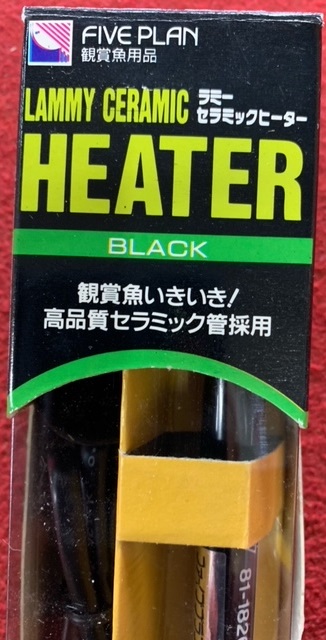 FIVE PLAN
観賞魚用品
LAMMY CERAMIC ラミー
セラミックヒーター
HEATER
BLACK
観賞魚いきいき!
高品質セラミック管採用
81-1826